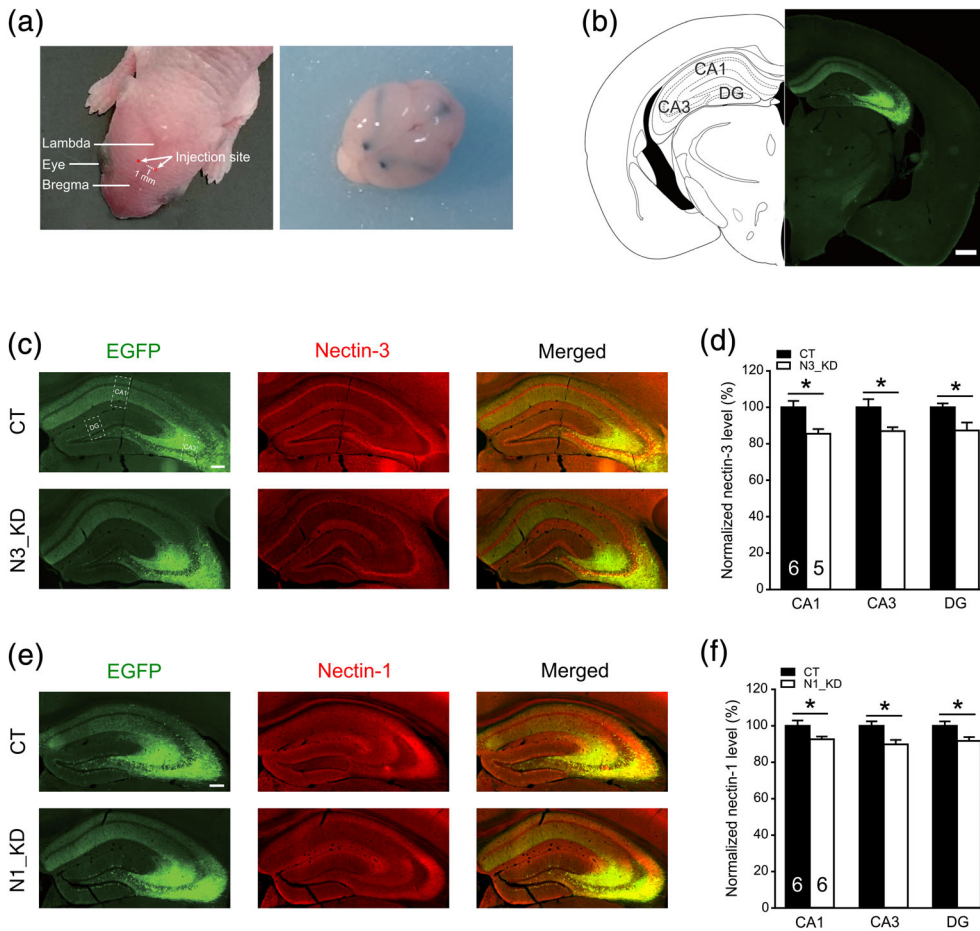 (a)
Lambda
Eye
Bregma
Injection site
1 mm
(b)
CA1
CA3
DG
(c)
EGFP
Nectin-3
Merged
CT
CA1
DG
CA3
N3_KD
(d)
CT
N3_KD
Normalized nectin-3 level (%)
120
100
80
60
40
20
0
*
*
*
6
5
CA1
CA3
DG
(e)
EGFP
Nectin-1
Merged
CT
N1_KD
(f)
CT
N1_KD
Normalized nectin-1 level (%)
120
100
80
60
40
20
0
*
*
*
6
6
CA1
CA3
DG